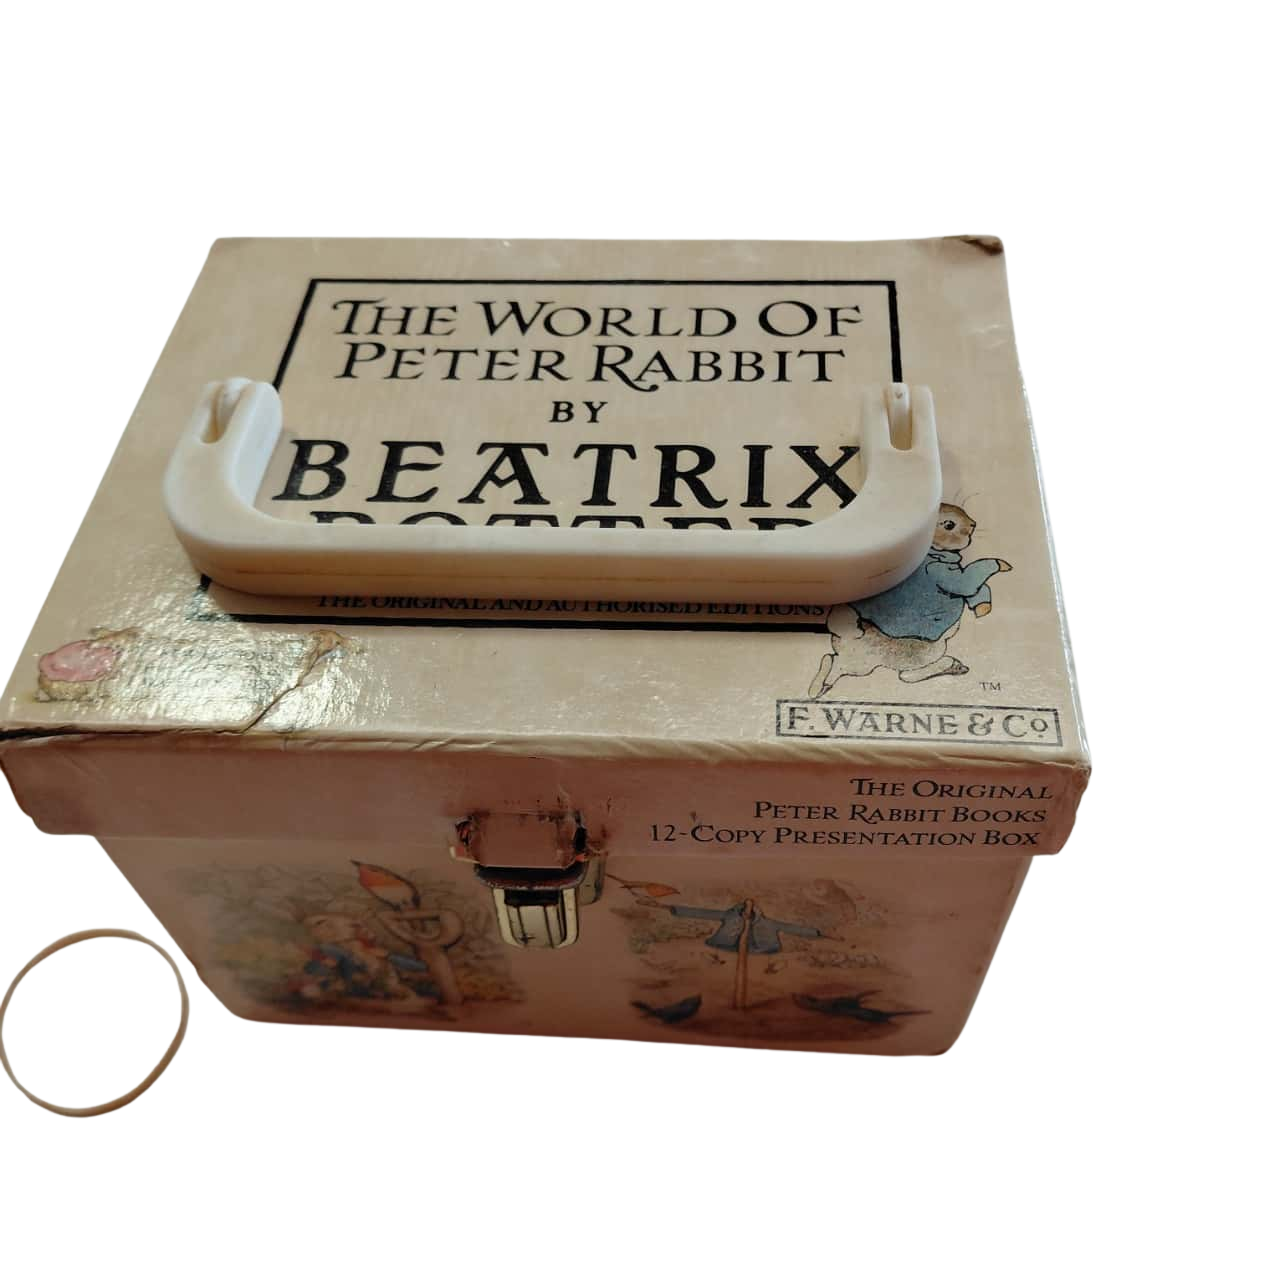 THE WORLD OF
PETER RABBIT
BY
BEATRIX
POTTER
THE ORIGINAL AND AUTHORISED EDITIONS
TM
F. WARNE & Co
THE ORIGINAL
PETER RABBIT BOOKS
12-COPY PRESENTATION BOX